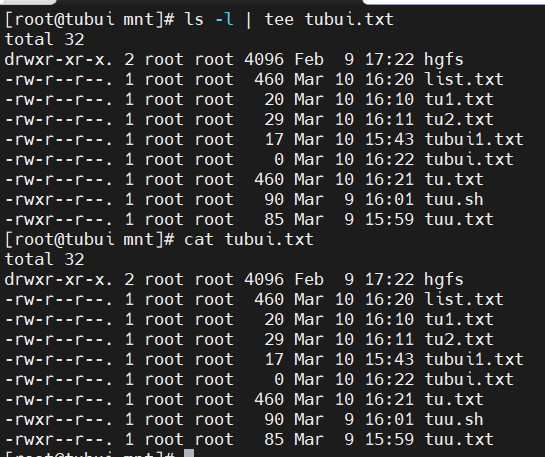 [root@tubui mnt]# ls -l | tee tubui.txt
total 32
drwxr-xr-x. 2 root root 4096 Feb  9 17:22 hgfs
-rw-r--r--. 1 root root  460 Mar 10 16:20 list.txt
-rw-r--r--. 1 root root   20 Mar 10 16:10 tu1.txt
-rw-r--r--. 1 root root   29 Mar 10 16:11 tu2.txt
-rw-r--r--. 1 root root   17 Mar 10 15:43 tubui1.txt
-rw-r--r--. 1 root root    0 Mar 10 16:22 tubui.txt
-rw-r--r--. 1 root root  460 Mar 10 16:21 tu.txt
-rwxr--r--. 1 root root   90 Mar  9 16:01 tuu.sh
-rwxr--r--. 1 root root   85 Mar  9 15:59 tuu.txt
[root@tubui mnt]# cat tubui.txt
total 32
drwxr-xr-x. 2 root root 4096 Feb  9 17:22 hgfs
-rw-r--r--. 1 root root  460 Mar 10 16:20 list.txt
-rw-r--r--. 1 root root   20 Mar 10 16:10 tu1.txt
-rw-r--r--. 1 root root   29 Mar 10 16:11 tu2.txt
-rw-r--r--. 1 root root   17 Mar 10 15:43 tubui1.txt
-rw-r--r--. 1 root root    0 Mar 10 16:22 tubui.txt
-rw-r--r--. 1 root root  460 Mar 10 16:21 tu.txt
-rwxr--r--. 1 root root   90 Mar  9 16:01 tuu.sh
-rwxr--r--. 1 root root   85 Mar  9 15:59 tuu.txt
[root@tubui mnt]#